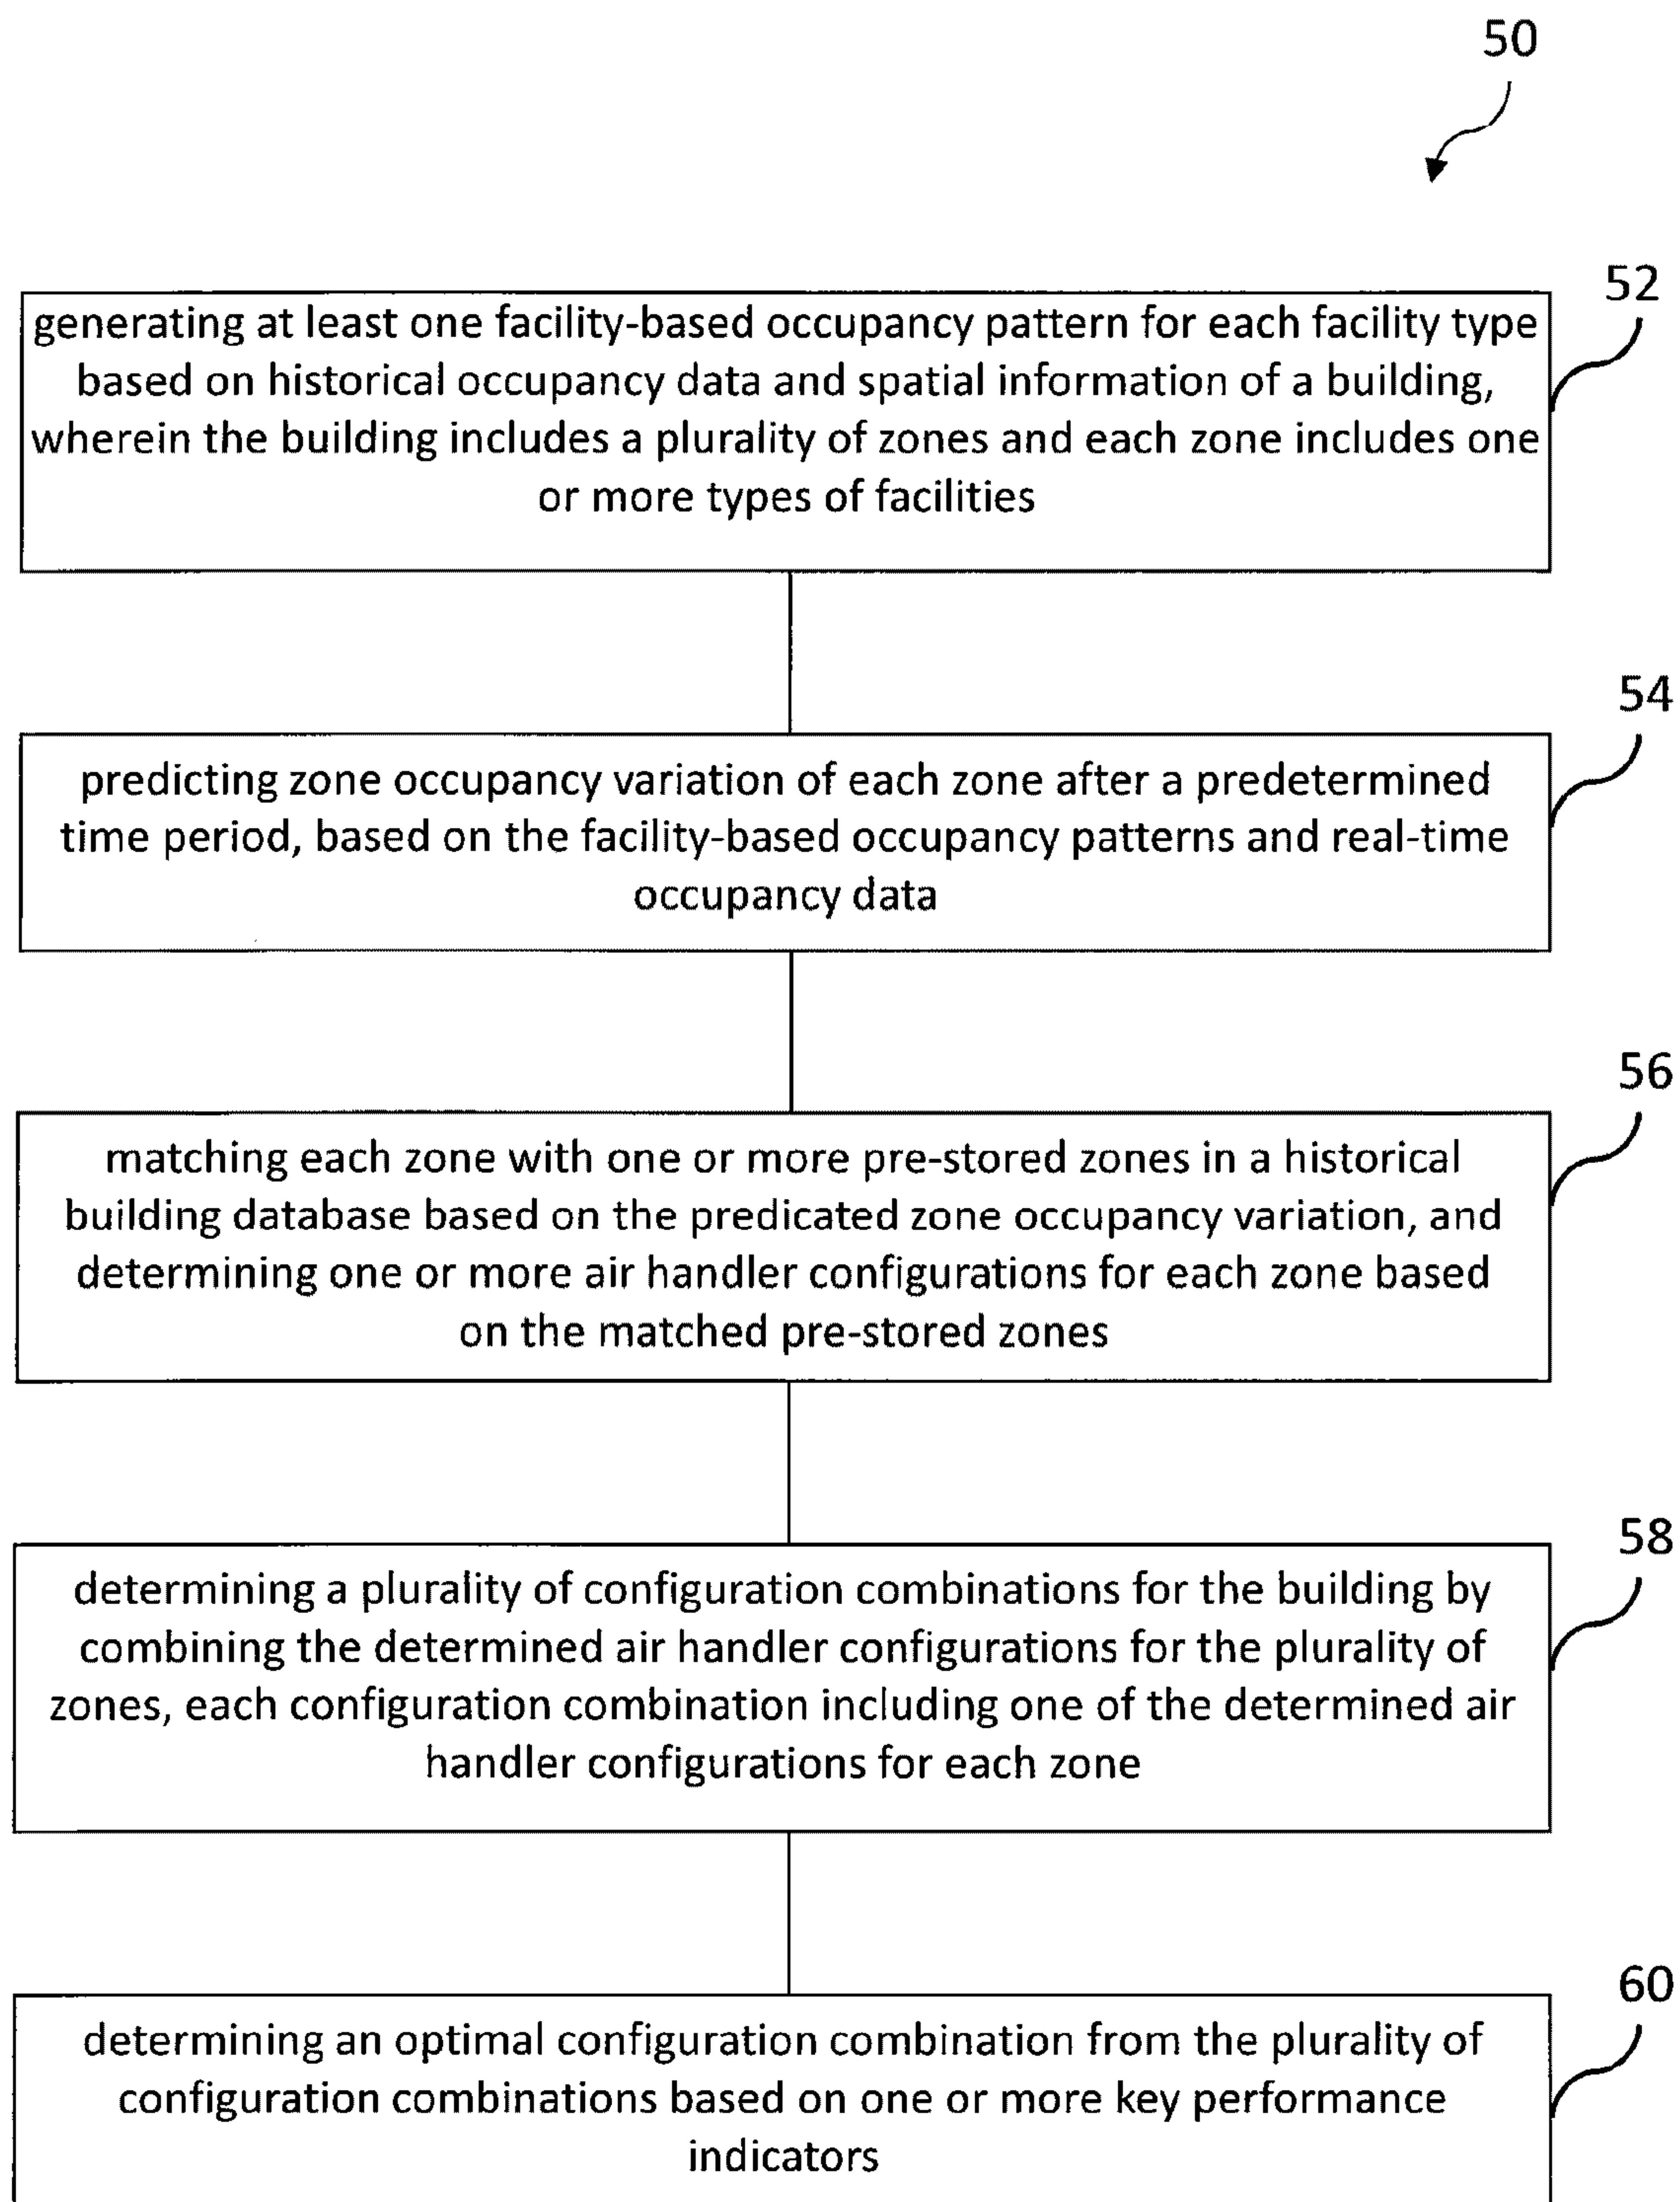 50
52
generating at least one facility-based occupancy pattern for each facility type
based on historical occupancy data and spatial information of a building,
wherein the building includes a plurality of zones and each zone includes one
or more types of facilities
54
predicting zone occupancy variation of each zone after a predetermined
time period, based on the facility-based occupancy patterns and real-time
occupancy data
56
matching each zone with one or more pre-stored zones in a historical
building database based on the predicated zone occupancy variation, and
determining one or more air handler configurations for each zone based
on the matched pre-stored zones
58
determining a plurality of configuration combinations for the building by
combining the determined air handler configurations for the plurality of
zones, each configuration combination including one of the determined air
handler configurations for each zone
60
determining an optimal configuration combination from the plurality of
configuration combinations based on one or more key performance
indicators